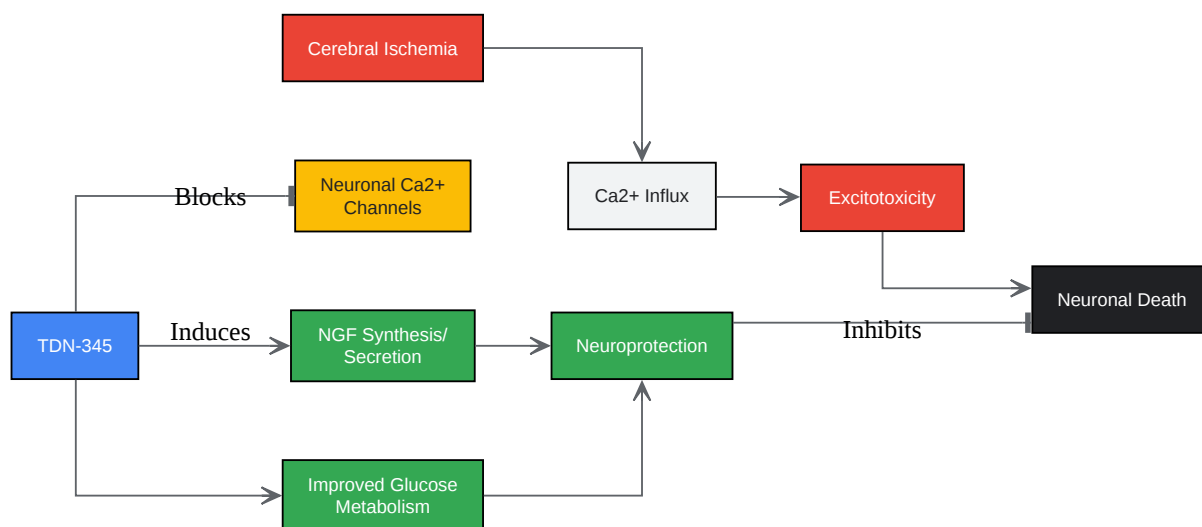 Cerebral Ischemia
Blocks
Neuronal Ca2+
Channels
Ca2+ Influx
Excitotoxicity
Neuronal Death
TDN-345
Induces
NGF Synthesis/
Secretion
Neuroprotection
Inhibits
Improved Glucose
Metabolism